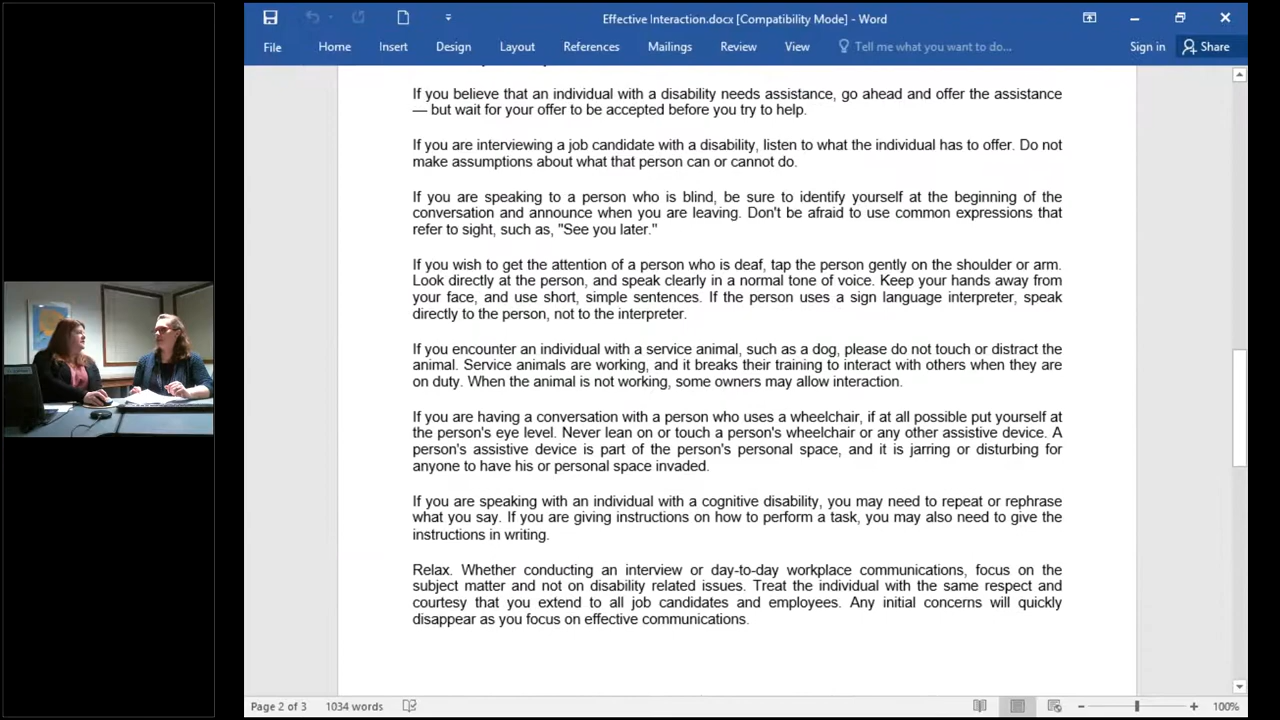 Effective Interaction.docx [Compatibility Mode] - Word
File Home Insert Design Layout References Mailings Review View Tell me what you want to do... Sign in Share
If you believe that an individual with a disability needs assistance, go ahead and offer the assistance
— but wait for your offer to be accepted before you try to help.
If you are interviewing a job candidate with a disability, listen to what the individual has to offer. Do not
make assumptions about what that person can or cannot do.
If you are speaking to a person who is blind, be sure to identify yourself at the beginning of the
conversation and announce when you are leaving. Don't be afraid to use common expressions that
refer to sight, such as, "See you later."
If you wish to get the attention of a person who is deaf, tap the person gently on the shoulder or arm.
Look directly at the person, and speak clearly in a normal tone of voice. Keep your hands away from
your face, and use short, simple sentences. If the person uses a sign language interpreter, speak
directly to the person, not to the interpreter.
If you encounter an individual with a service animal, such as a dog, please do not touch or distract the
animal. Service animals are working, and it breaks their training to interact with others when they are
on duty. When the animal is not working, some owners may allow interaction.
If you are having a conversation with a person who uses a wheelchair, if at all possible put yourself at
the person's eye level. Never lean on or touch a person's wheelchair or any other assistive device. A
person's assistive device is part of the person's personal space, and it is jarring or disturbing for
anyone to have his or personal space invaded.
If you are speaking with an individual with a cognitive disability, you may need to repeat or rephrase
what you say. If you are giving instructions on how to perform a task, you may also need to give the
instructions in writing.
Relax. Whether conducting an interview or day-to-day workplace communications, focus on the
subject matter and not on disability related issues. Treat the individual with the same respect and
courtesy that you extend to all job candidates and employees. Any initial concerns will quickly
disappear as you focus on effective communications.
Page 2 of 3 1034 words 100%